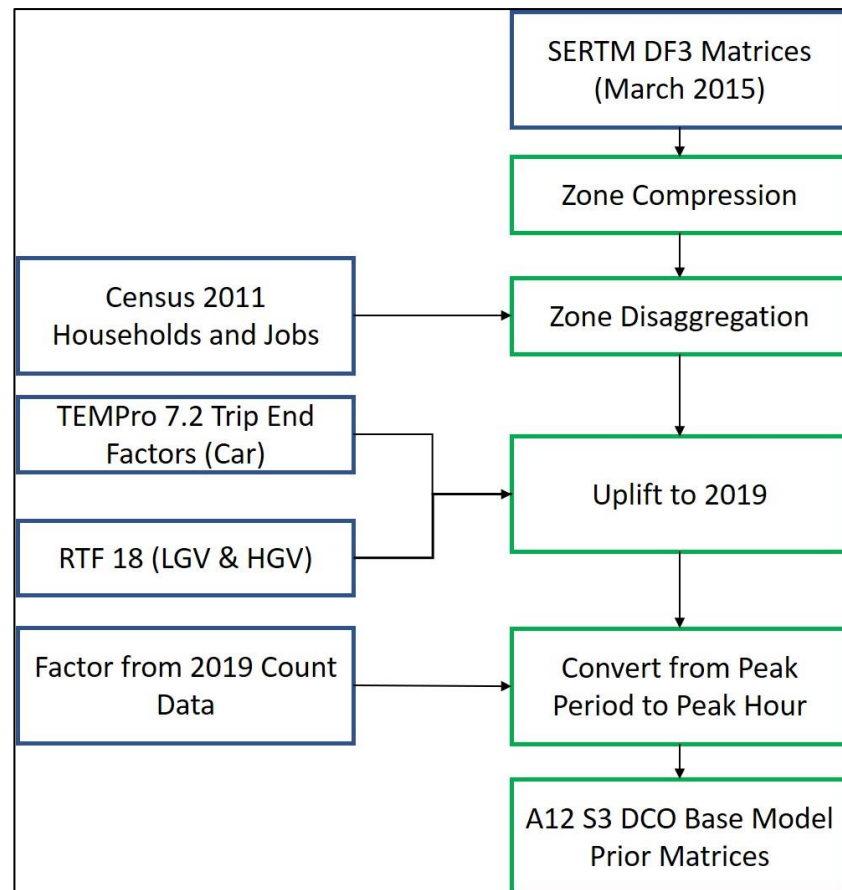 SERTM DF3 Matrices
(March 2015)
Zone Compression
Census 2011
Households and Jobs
Zone Disaggregation
TEMPro 7.2 Trip End
Factors (Car)
RTF 18 (LGV & HGV)
Uplift to 2019
Factor from 2019 Count
Data
Convert from Peak
Period to Peak Hour
A12 S3 DCO Base Model
Prior Matrices